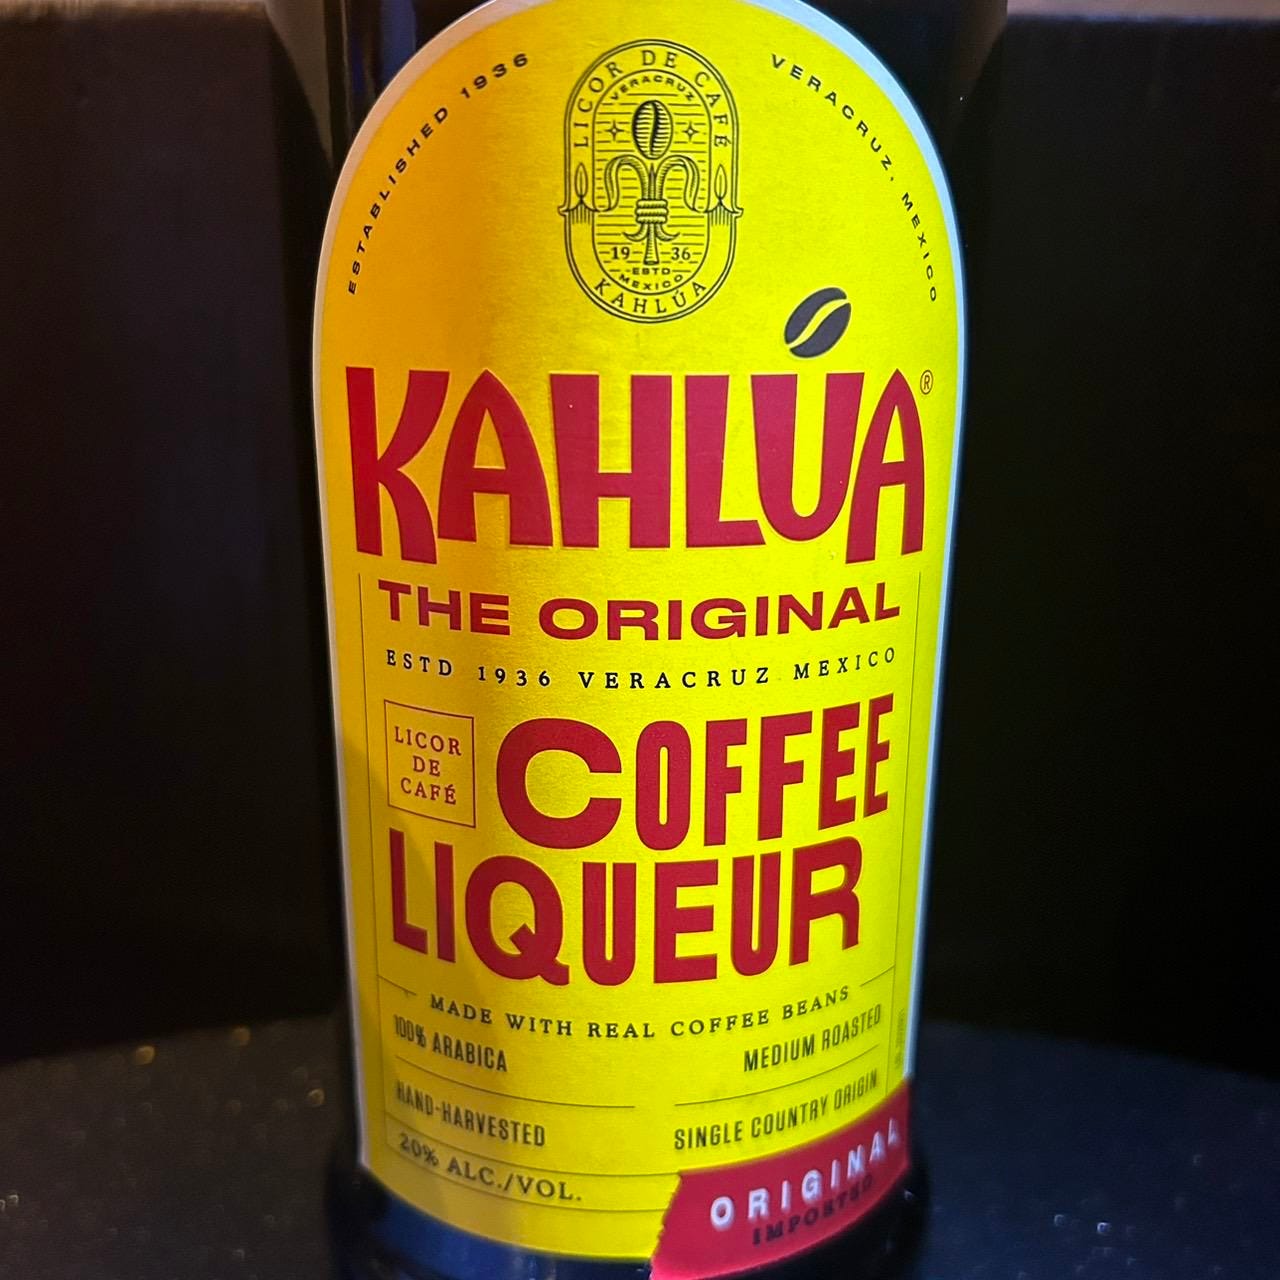 ESTABLISHED 1936
VERACRUZ, MEXICO
LICOR DE CAFÉ
VERACRUZ
19 36
ESTD
MEXICO
KAHLÚA
KAHLÚA®
THE ORIGINAL
ESTD 1936 VERACRUZ MEXICO
LICOR
DE
CAFÉ
COFFEE
LIQUEUR
MADE WITH REAL COFFEE BEANS
100% ARABICA
MEDIUM ROASTED
HAND-HARVESTED
SINGLE COUNTRY ORIGIN
20% ALC./VOL.
ORIGINAL
IMPORTED